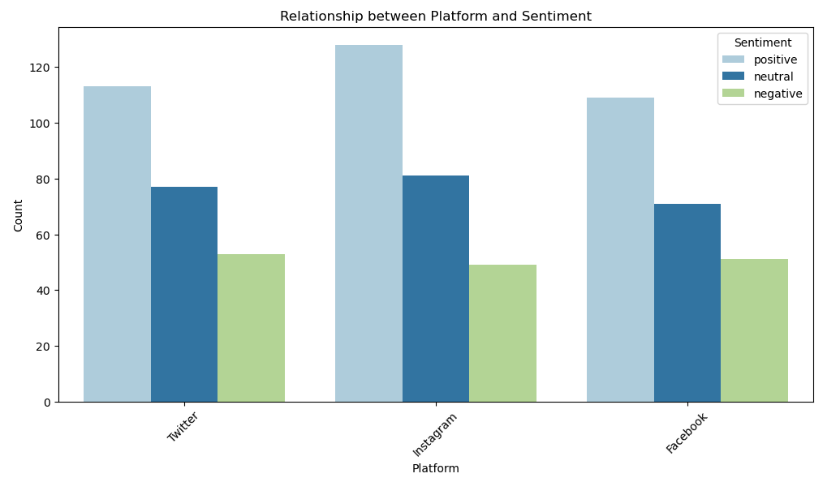 Relationship between Platform and Sentiment
Sentiment
positive
neutral
negative
Count
120
100
80
60
40
20
0
Twitter
Instagram
Facebook
Platform